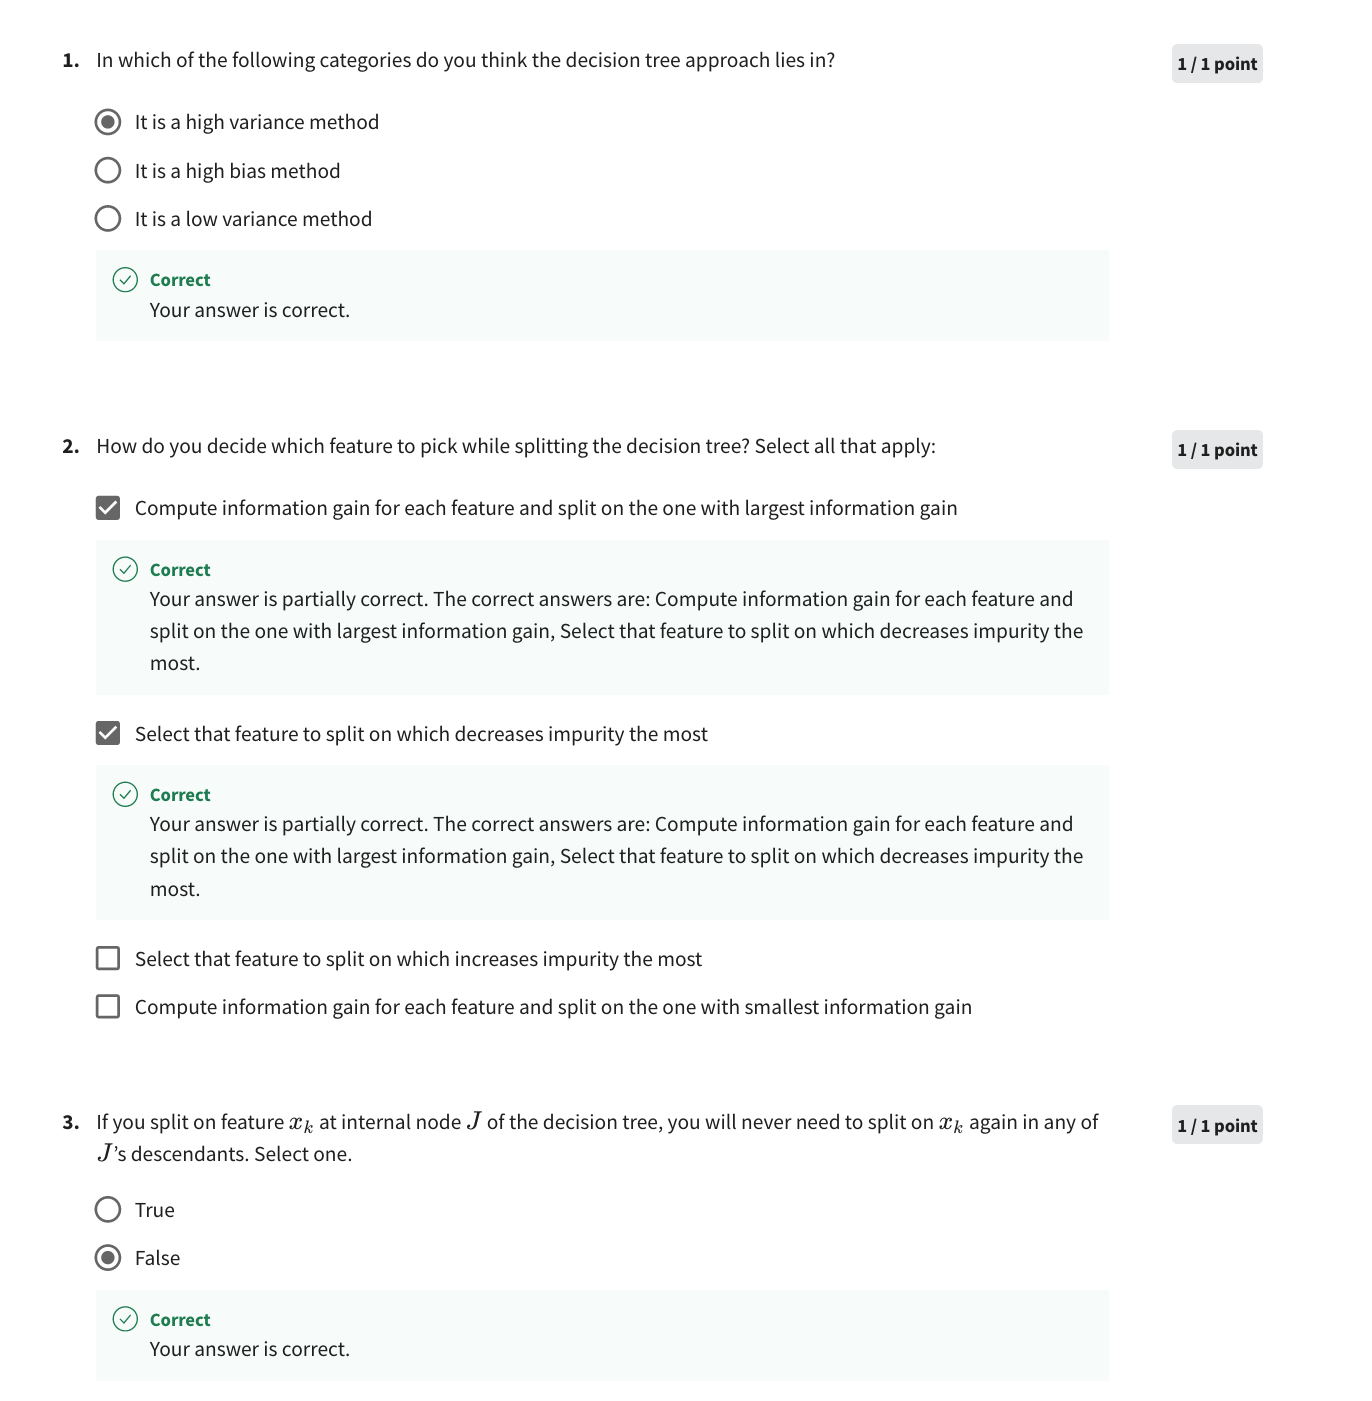 1. In which of the following categories do you think the decision tree approach lies in?
1 / 1 point
It is a high variance method
It is a high bias method
It is a low variance method
Correct
Your answer is correct.
2. How do you decide which feature to pick while splitting the decision tree? Select all that apply:
1 / 1 point
Compute information gain for each feature and split on the one with largest information gain
Correct
Your answer is partially correct. The correct answers are: Compute information gain for each feature and
split on the one with largest information gain, Select that feature to split on which decreases impurity the
most.
Select that feature to split on which decreases impurity the most
Correct
Your answer is partially correct. The correct answers are: Compute information gain for each feature and
split on the one with largest information gain, Select that feature to split on which decreases impurity the
most.
Select that feature to split on which increases impurity the most
Compute information gain for each feature and split on the one with smallest information gain
3. If you split on feature x_k at internal node J of the decision tree, you will never need to split on x_k again in any of
J's descendants. Select one.
1 / 1 point
True
False
Correct
Your answer is correct.